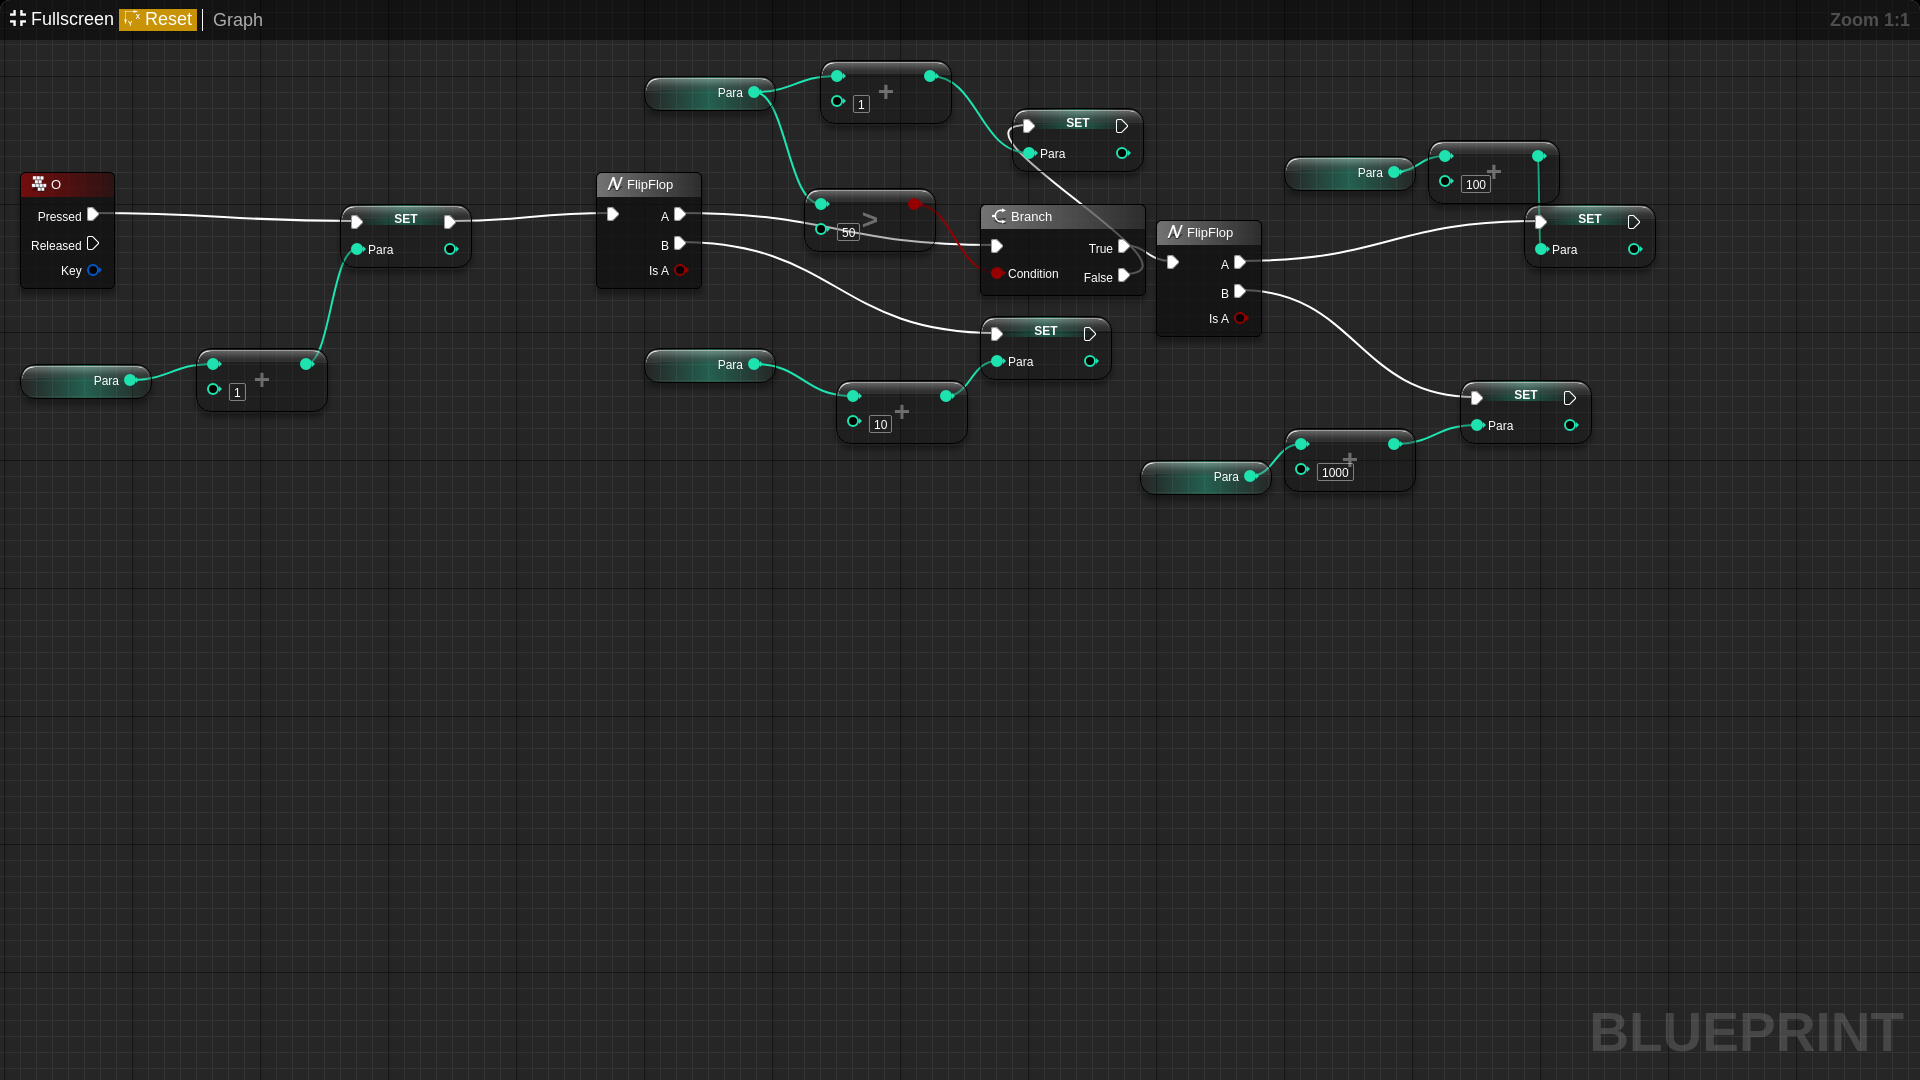 Fullscreen Reset Graph Zoom 1:1
Para
+
1
SET
Para
Para
+
100
O
Pressed
Released
Key
SET
Para
FlipFlop
A
B
Is A
>
50
Branch
True
Condition
False
FlipFlop
A
B
Is A
SET
Para
Para
+
1
Para
+
10
SET
Para
Para
+
1000
SET
Para
BLUEPRINT